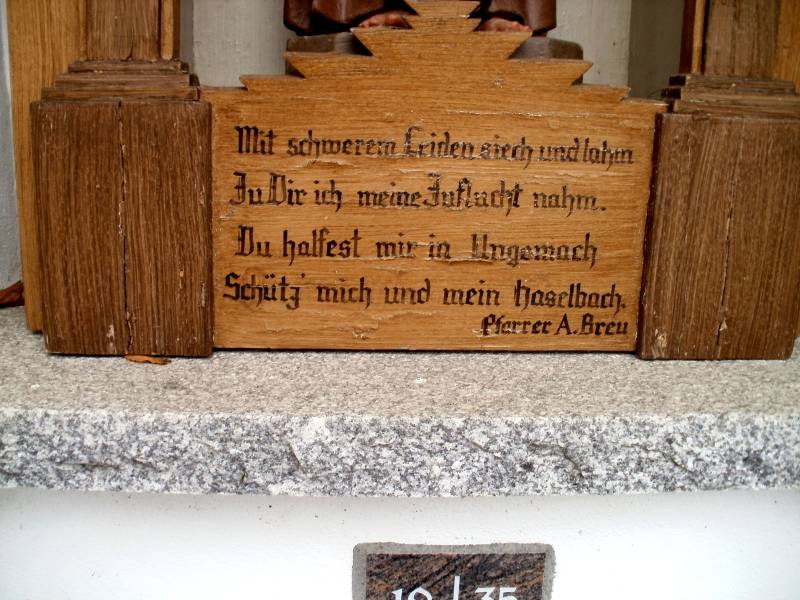 Mit schwerem Leiden siech und lahm
Zu Dir ich meine Zuflucht nahm.
Du halfest mir in Ungemach
Schütz' mich und mein Haselbach.
Pfarrer A. Breu
19 35